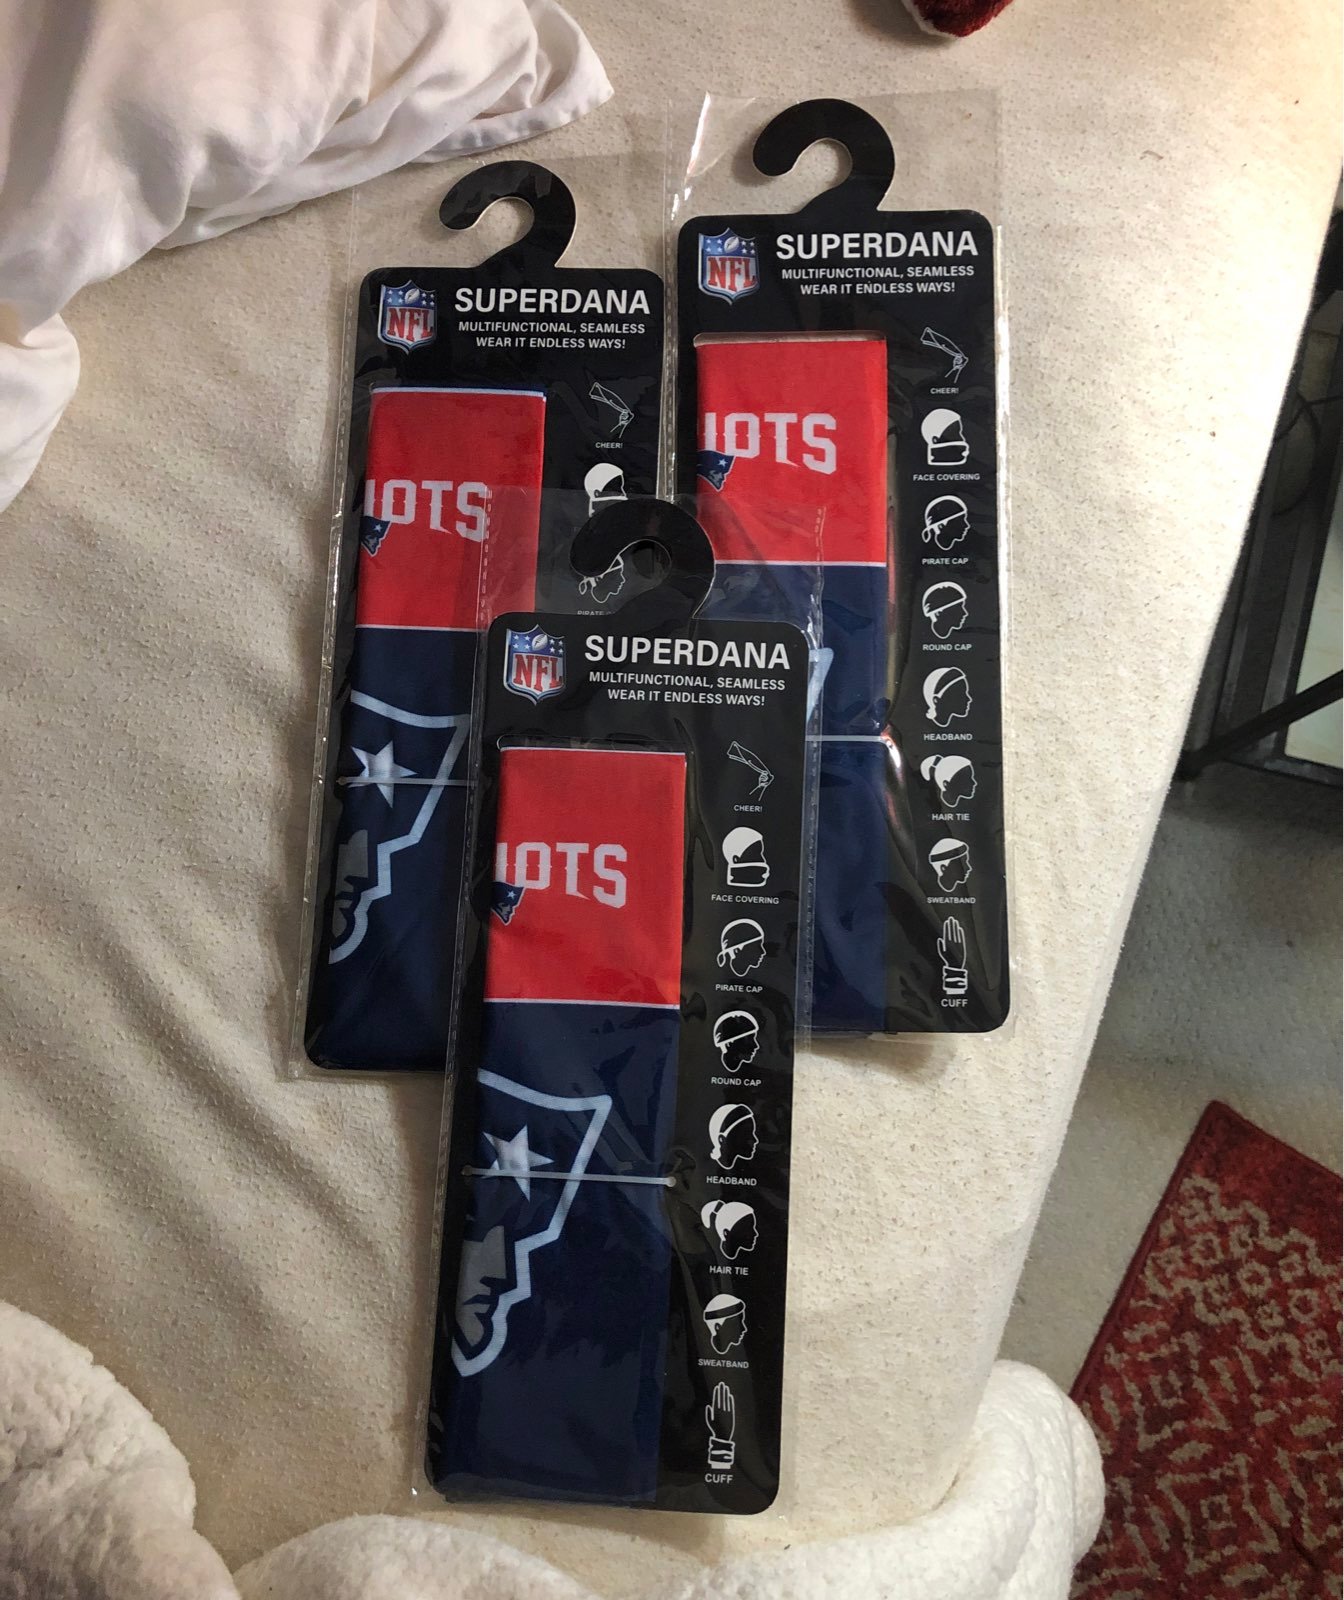 NFL
SUPERDANA
MULTIFUNCTIONAL, SEAMLESS
WEAR IT ENDLESS WAYS!
IOTS
CHEER!
PIRATE
NFL
SUPERDANA
MULTIFUNCTIONAL, SEAMLESS
WEAR IT ENDLESS WAYS!
IOTS
CHEER!
FACE COVERING
PIRATE CAP
ROUND CAP
HEADBAND
HAIR TIE
SWEATBAND
CUFF
NFL
SUPERDANA
MULTIFUNCTIONAL, SEAMLESS
WEAR IT ENDLESS WAYS!
IOTS
CHEER!
FACE COVERING
PIRATE CAP
ROUND CAP
HEADBAND
HAIR TIE
SWEATBAND
CUFF